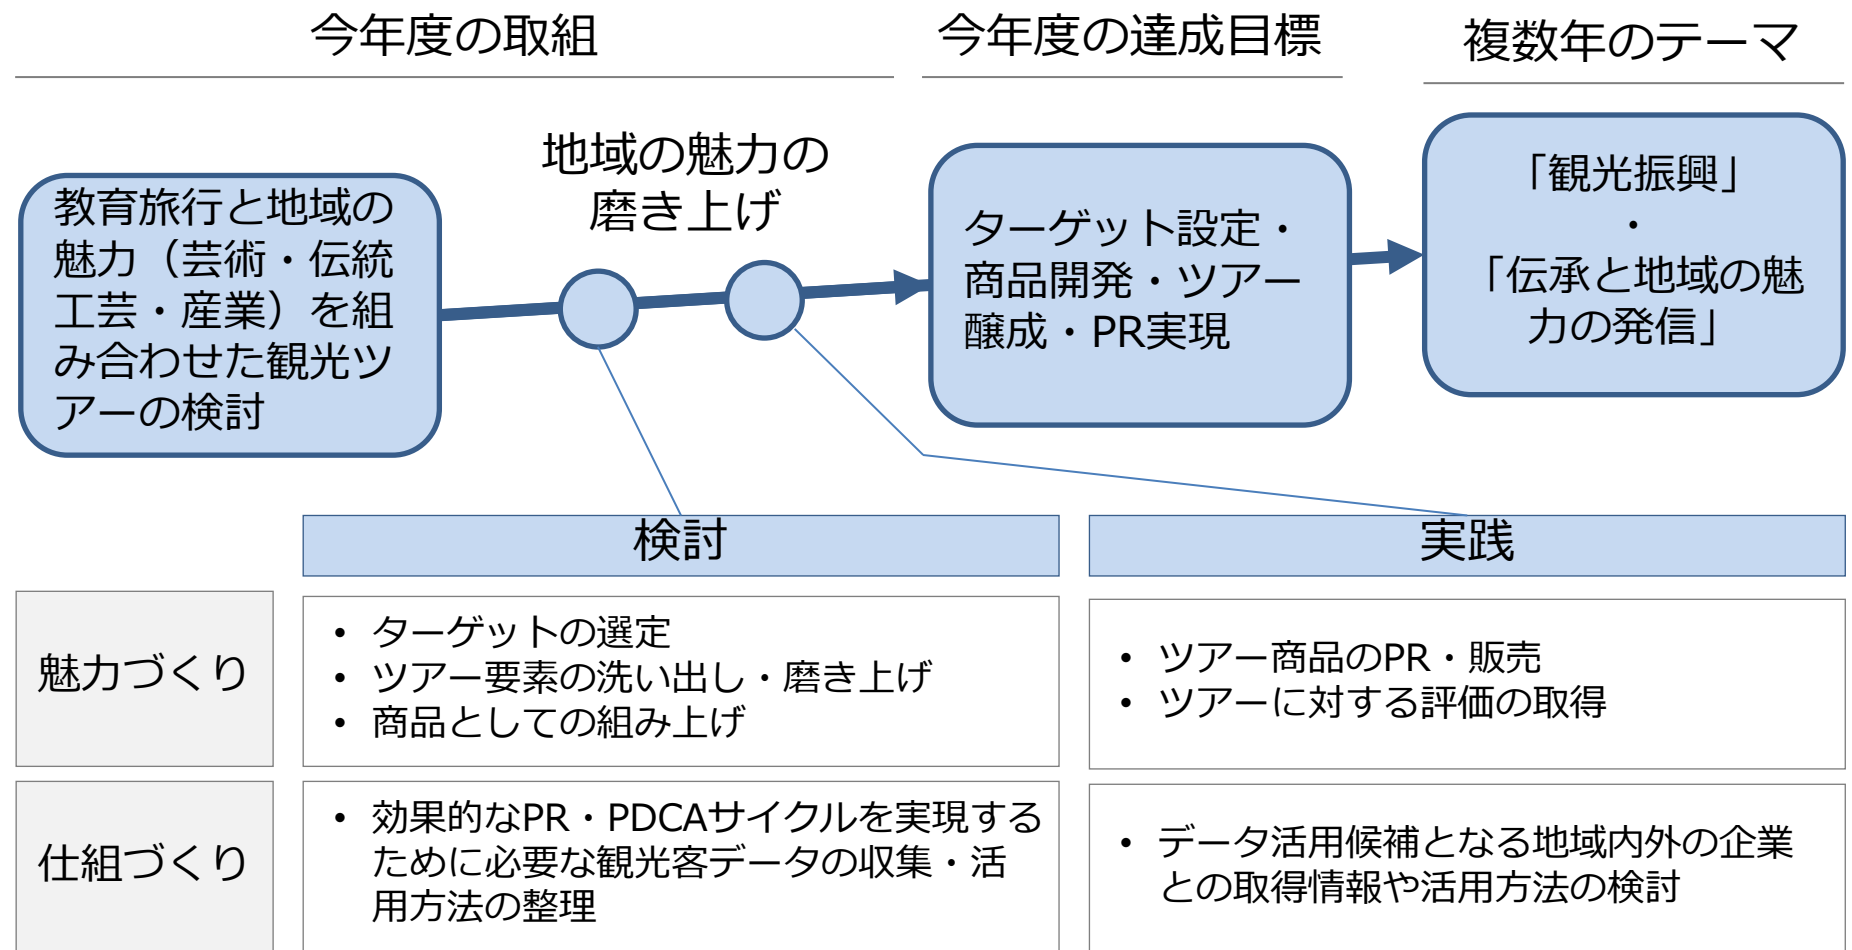 今年度の取組
今年度の達成目標
複数年のテーマ
地域の魅力の
磨き上げ
教育旅行と地域の
魅力（芸術・伝統
工芸・産業）を組
み合わせた観光ツ
アーの検討
ターゲット設定・
商品開発・ツアー
醸成・PR実現
「観光振興」
・
「伝承と地域の魅
力の発信」
検討
実践
魅力づくり
• ターゲットの選定
• ツアー要素の洗い出し・磨き上げ
• 商品としての組み上げ
• ツアー商品のPR・販売
• ツアーに対する評価の取得
仕組づくり
• 効果的なPR・PDCAサイクルを実現する
ために必要な観光客データの収集・活
用方法の整理
• データ活用候補となる地域内外の企業
との取得情報や活用方法の検討